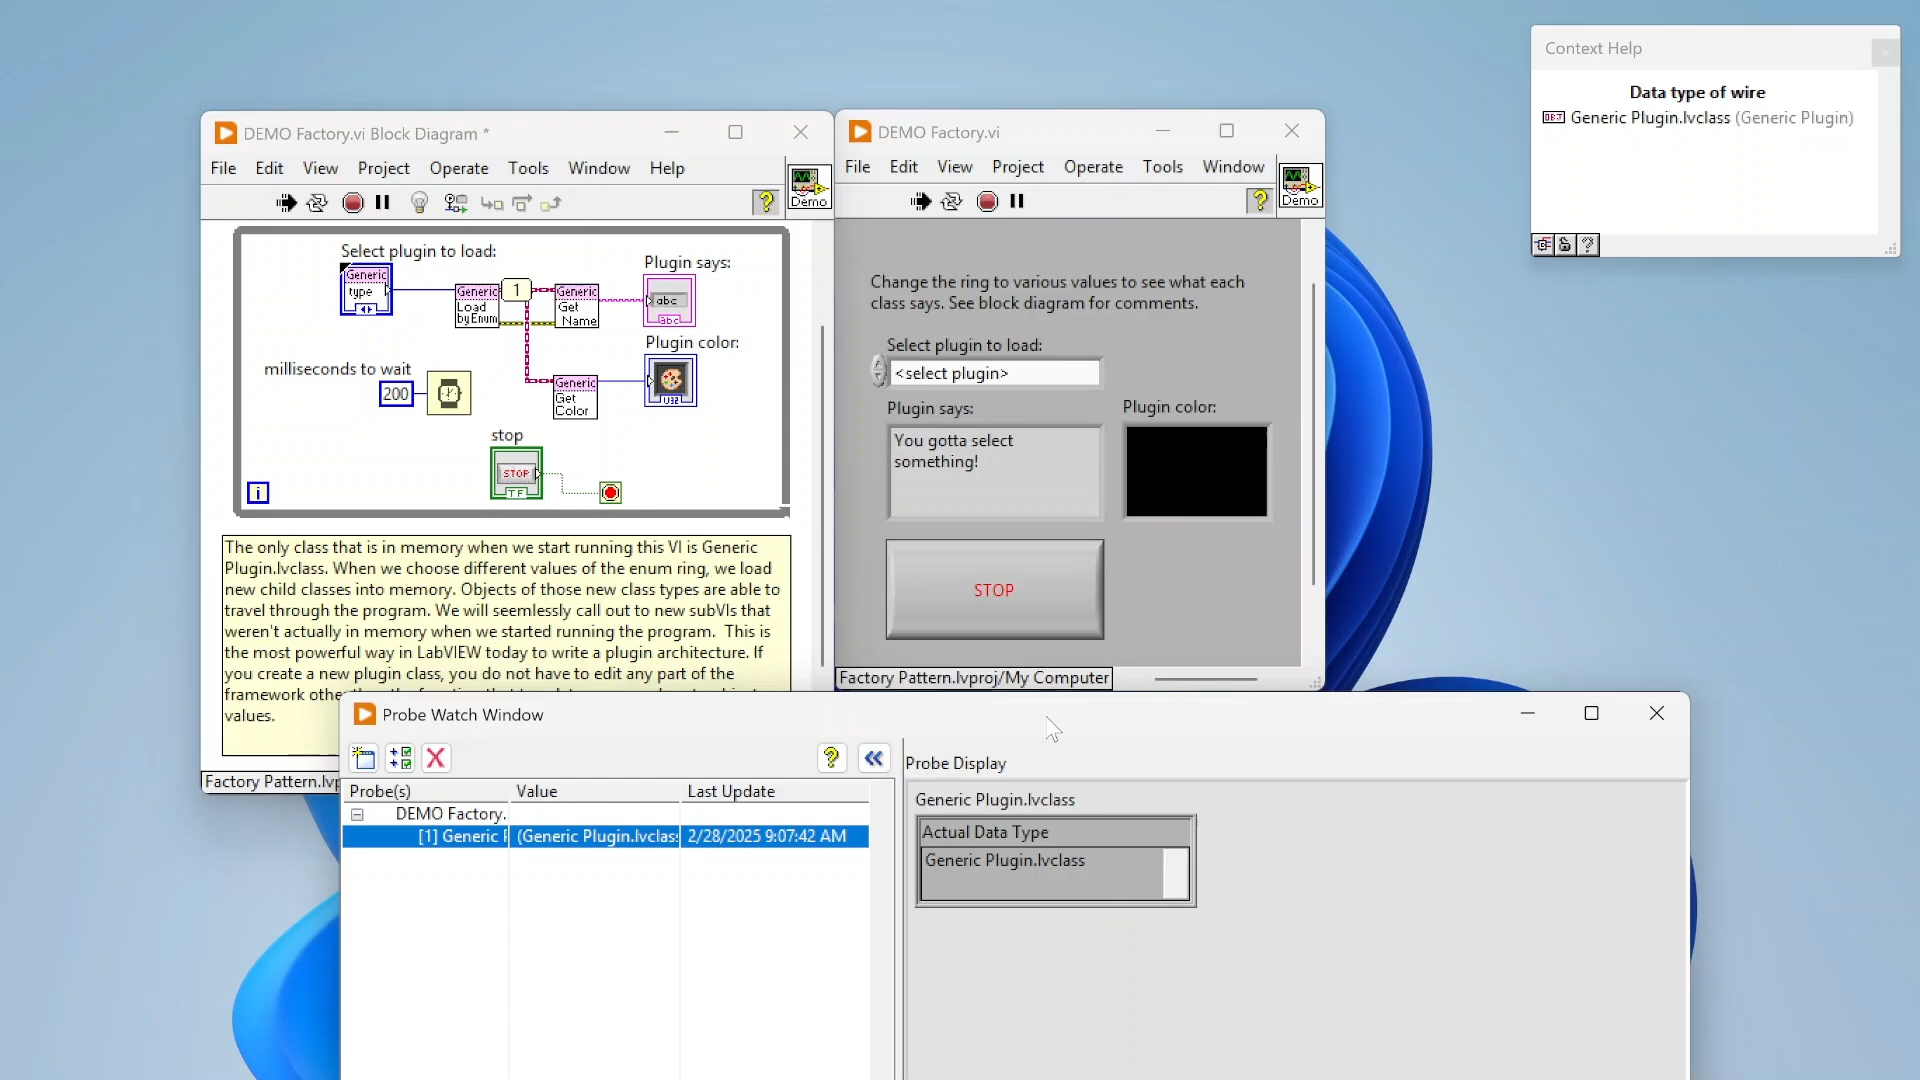 Context Help
Data type of wire
OBJ Generic Plugin.lvclass (Generic Plugin)
DEMO Factory.vi Block Diagram *
File Edit View Project Operate Tools Window Help
Demo
Select plugin to load:
Generic
type
Generic
Load
byEnum
1
Generic
Get
Name
Plugin says:
abc
abc
Plugin color:
U32
Generic
Get
Color
milliseconds to wait
200
stop
STOP
TF
i
The only class that is in memory when we start running this VI is Generic
Plugin.lvclass. When we choose different values of the enum ring, we load
new child classes into memory. Objects of those new class types are able to
travel through the program. We will seemlessly call out to new subVIs that
weren't actually in memory when we started running the program. This is
the most powerful way in LabVIEW today to write a plugin architecture. If
you create a new plugin class, you do not have to edit any part of the
framework
values.
Factory Pattern.lvp
DEMO Factory.vi
File Edit View Project Operate Tools Window
Demo
Change the ring to various values to see what each
class says. See block diagram for comments.
Select plugin to load:
<select plugin>
Plugin says:
You gotta select
something!
Plugin color:
STOP
Factory Pattern.lvproj/My Computer
Probe Watch Window
Probe(s) Value Last Update
DEMO Factory.
[1] Generic P (Generic Plugin.lvclass 2/28/2025 9:07:42 AM
Probe Display
Generic Plugin.lvclass
Actual Data Type
Generic Plugin.lvclass